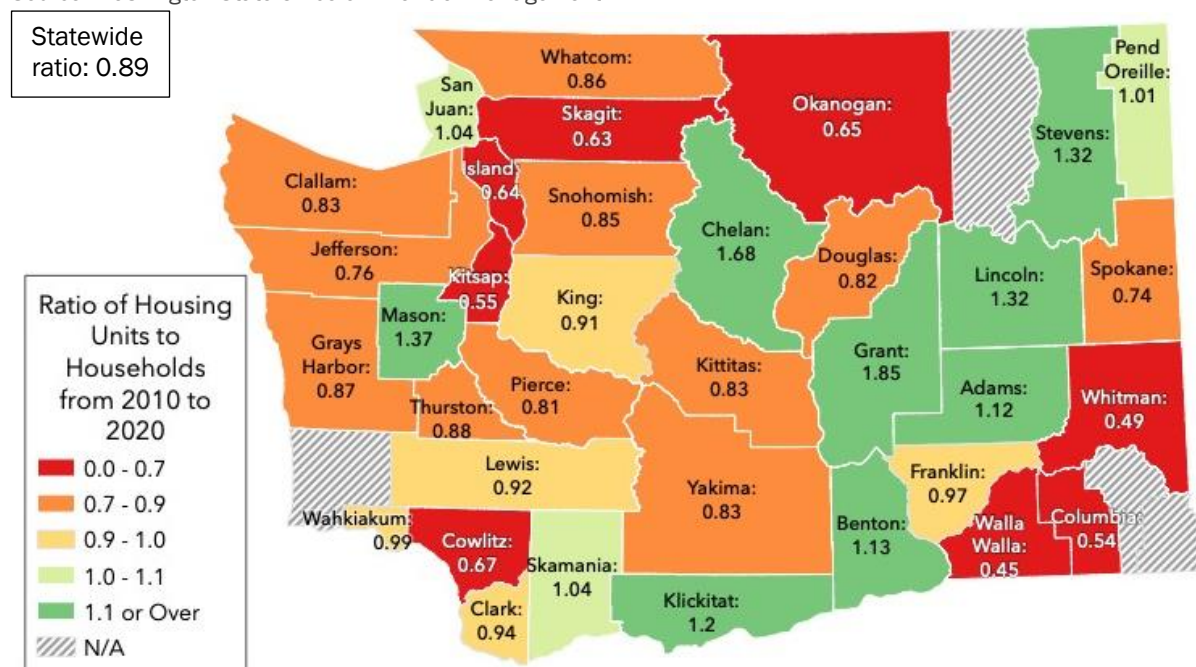 Statewide
ratio: 0.89
Whatcom:
0.86
San
Juan:
1.04
Skagit:
0.63
Okanogan:
0.65
Pend
Oreille:
1.01
Stevens:
1.32
Island:
0.64
Clallam:
0.83
Snohomish:
0.85
Chelan:
1.68
Jefferson:
0.76
Douglas:
0.82
Lincoln:
1.32
Spokane:
0.74
Kitsap:
0.55
King:
0.91
Mason:
1.37
Grays
Harbor:
0.87
Grant:
1.85
Kittitas:
0.83
Pierce:
0.81
Thurston:
0.88
Adams:
1.12
Whitman:
0.49
Lewis:
0.92
Yakima:
0.83
Franklin:
0.97
Wahkiakum:
0.99
Cowlitz:
0.67
Skamania:
1.04
Benton:
1.13
Walla
Walla:
0.45
Columbia:
0.54
Clark:
0.94
Klickitat:
1.2
Ratio of Housing
Units to
Households
from 2010 to
2020
0.0 - 0.7
0.7 - 0.9
0.9 - 1.0
1.0 - 1.1
1.1 or Over
N/A